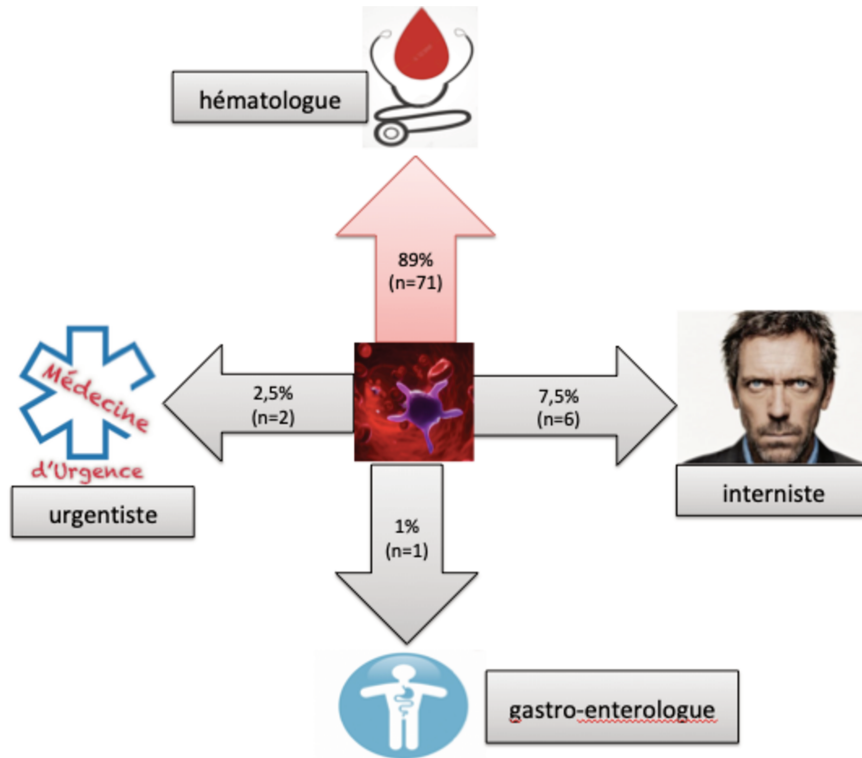 hématologue
89%
(n=71)
Médecine
d'Urgence
urgentiste
2,5%
(n=2)
7,5%
(n=6)
interniste
1%
(n=1)
gastro-enterologue